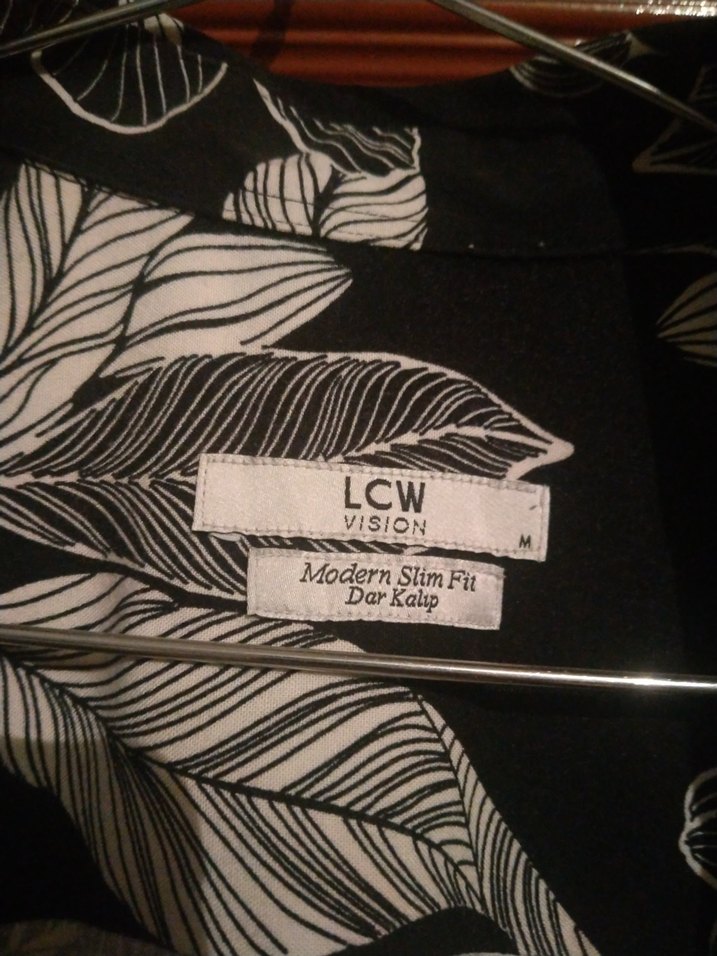 LCW
VISION
M
Modern Slim Fit
Dar Kalıp